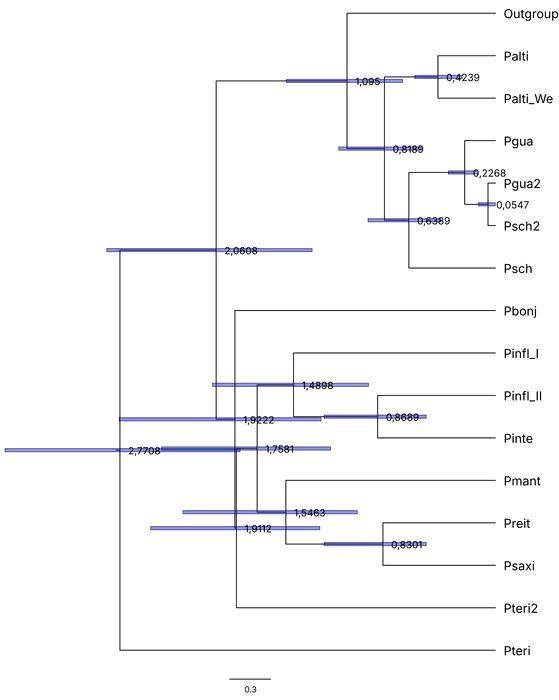 Outgroup
Palti
0,4239
1,095
Palti_We
Pgua
0,8189
0,2268
Pgua2
0,0547
Psch2
0,6389
Psch
2,0608
Pbonj
Pinfl_I
1,4898
Pinfl_II
0,8689
1,9222
Pinte
2,7708
1,7581
Pmant
1,5463
Preit
1,9112
0,8301
Psaxi
Pteri2
Pteri
0.3